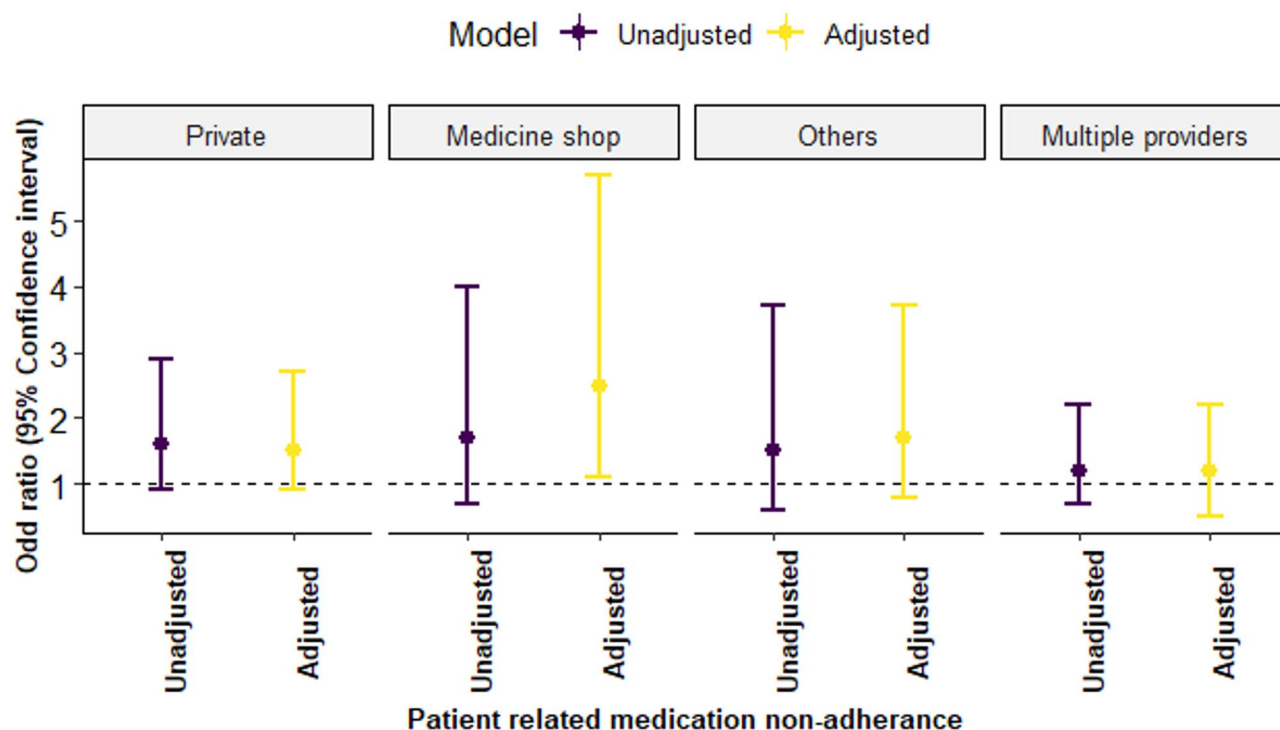 Model Unadjusted Adjusted
Private Medicine shop Others Multiple providers
Odd ratio (95% Confidence interval)
5
4
3
2
1
Unadjusted Adjusted Unadjusted Adjusted Unadjusted Adjusted Unadjusted Adjusted
Patient related medication non-adherance